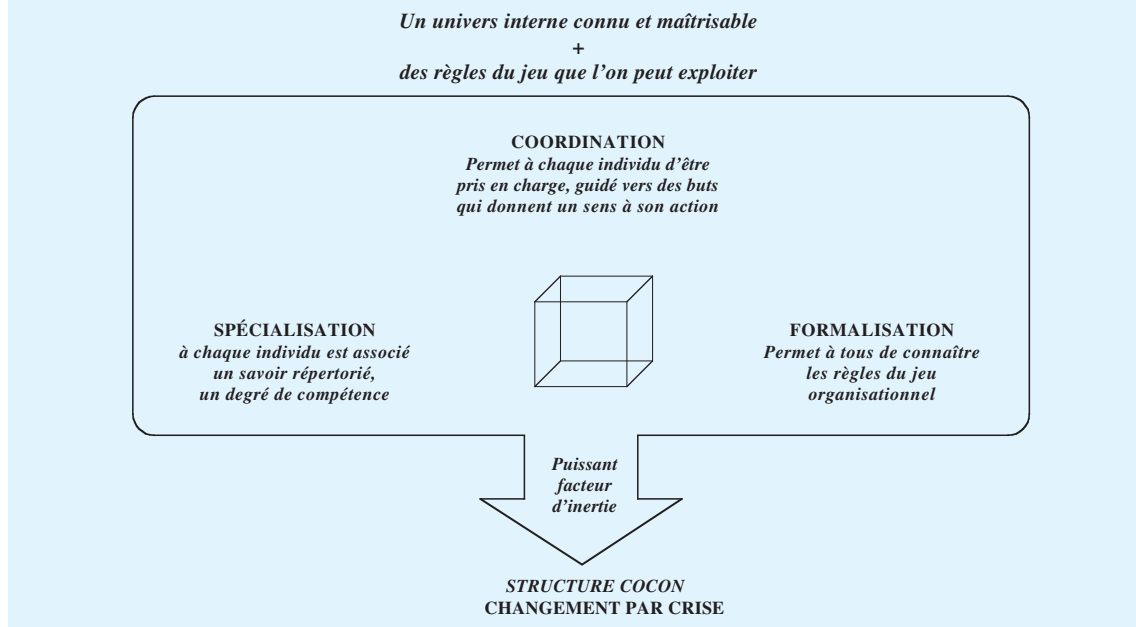 Un univers interne connu et maîtrisable
+
des règles du jeu que l’on peut exploiter
COORDINATION
Permet à chaque individu d’être
pris en charge, guidé vers des buts
qui donnent un sens à son action
SPÉCIALISATION
à chaque individu est associé
un savoir répertorié,
un degré de compétence
FORMALISATION
Permet à tous de connaître
les règles du jeu
organisationnel
Puissant
facteur
d’inertie
STRUCTURE COCON
CHANGEMENT PAR CRISE